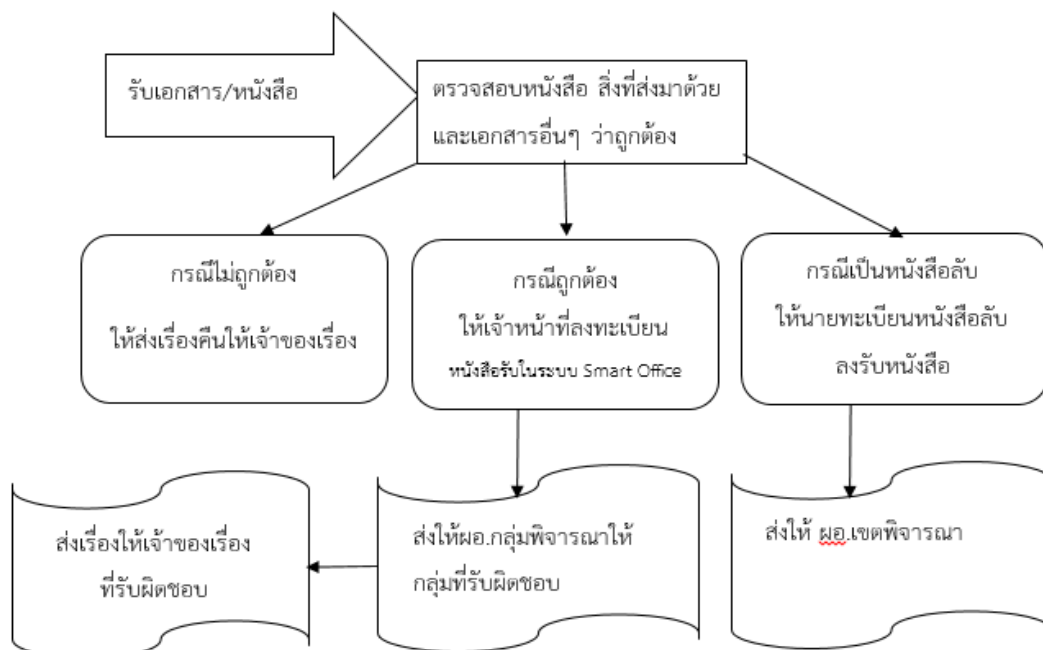 รับเอกสาร/หนังสือ
ตรวจสอบหนังสือ สิ่งที่ส่งมาด้วย
และเอกสารอื่นๆ ว่าถูกต้อง
กรณีไม่ถูกต้อง
ให้ส่งเรื่องคืนให้เจ้าของเรื่อง
กรณีถูกต้อง
ให้เจ้าหน้าที่ลงทะเบียน
หนังสือรับในระบบ Smart Office
กรณีเป็นหนังสือลับ
ให้นายทะเบียนหนังสือลับ
ลงรับหนังสือ
ส่งเรื่องให้เจ้าของเรื่อง
ที่รับผิดชอบ
ส่งให้ผอ.กลุ่มพิจารณาให้
กลุ่มที่รับผิดชอบ
ส่งให้ ผอ.เขตพิจารณา